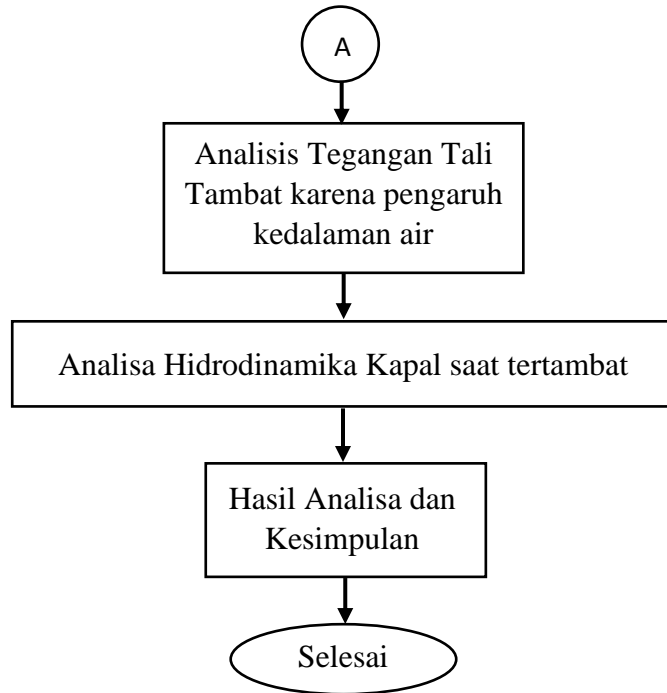 A
Analisis Tegangan Tali
Tambat karena pengaruh
kedalaman air
Analisa Hidrodinamika Kapal saat tertambat
Hasil Analisa dan
Kesimpulan
Selesai